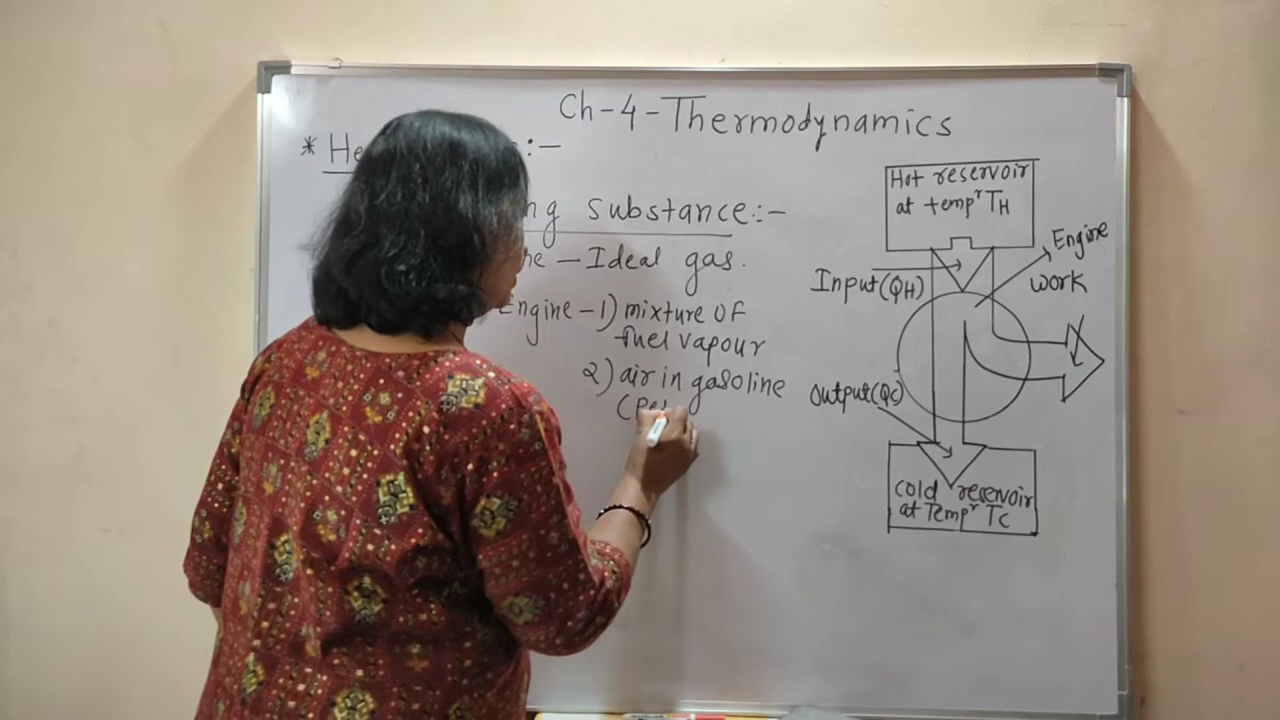 Ch-4-Thermodynamics
* He :-
ng substance:-
ne - Ideal gas.
Engine - 1) mixture of
fuel vapour
2) air in gasoline
(Pet
Hot reservoir
at tempʳ TH
Engine
Input(QH)
work
W
Output(QC)
Cold reservoir
at Tempʳ TC